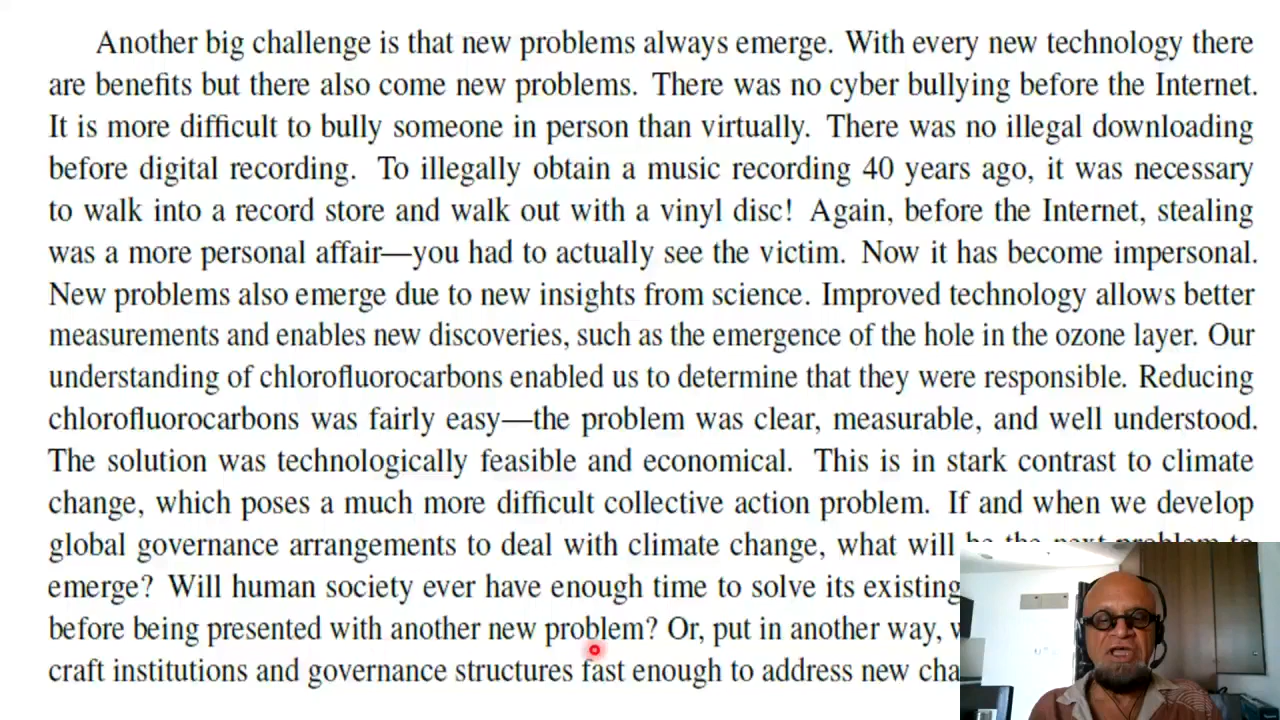 Another big challenge is that new problems always emerge. With every new technology there
are benefits but there also come new problems. There was no cyber bullying before the Internet.
It is more difficult to bully someone in person than virtually. There was no illegal downloading
before digital recording. To illegally obtain a music recording 40 years ago, it was necessary
to walk into a record store and walk out with a vinyl disc! Again, before the Internet, stealing
was a more personal affair—you had to actually see the victim. Now it has become impersonal.
New problems also emerge due to new insights from science. Improved technology allows better
measurements and enables new discoveries, such as the emergence of the hole in the ozone layer. Our
understanding of chlorofluorocarbons enabled us to determine that they were responsible. Reducing
chlorofluorocarbons was fairly easy—the problem was clear, measurable, and well understood.
The solution was technologically feasible and economical. This is in stark contrast to climate
change, which poses a much more difficult collective action problem. If and when we develop
global governance arrangements to deal with climate change, what will be the next problem to
emerge? Will human society ever have enough time to solve its existing
before being presented with another new problem? Or, put in another way,
craft institutions and governance structures fast enough to address new